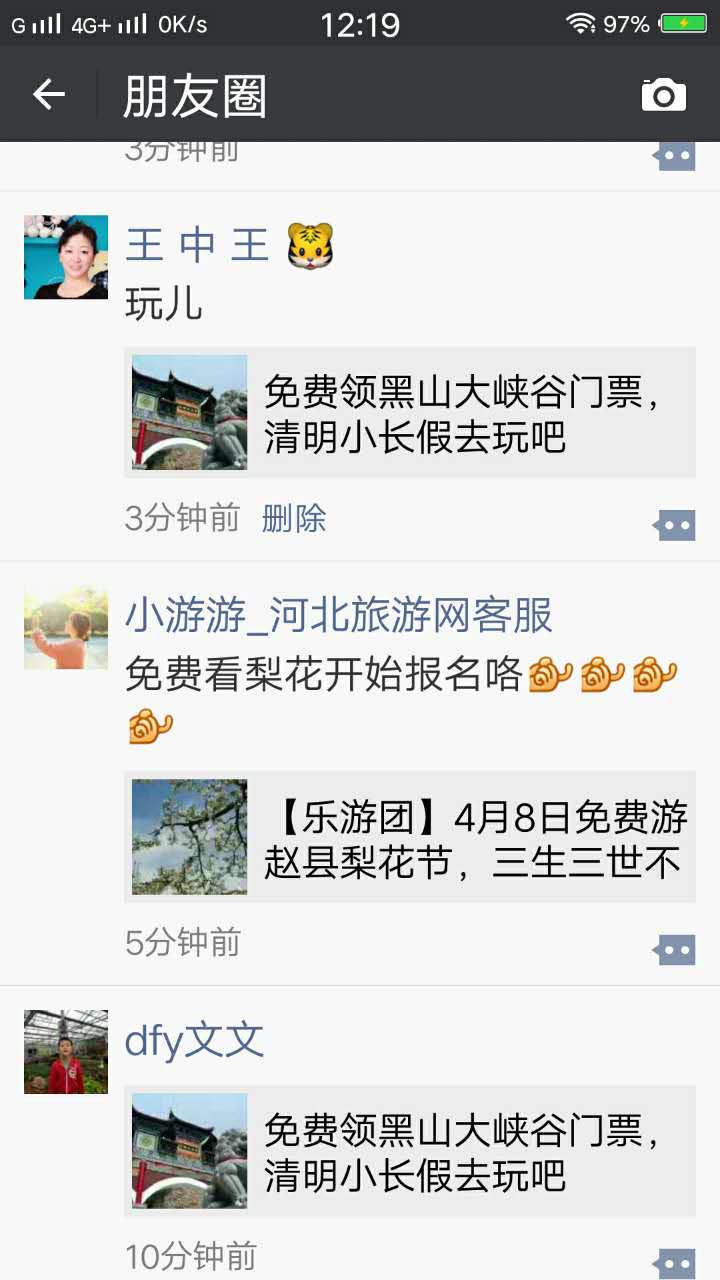 G 4G+ 0K/s 12:19 97%
朋友圈
3分钟前
王 中 王
玩儿
免费领黑山大峡谷门票，
清明小长假去玩吧
3分钟前 删除
小游游_河北旅游网客服
免费看梨花开始报名咯
【乐游团】4月8日免费游
赵县梨花节，三生三世不
5分钟前
dfy文文
免费领黑山大峡谷门票，
清明小长假去玩吧
10分钟前